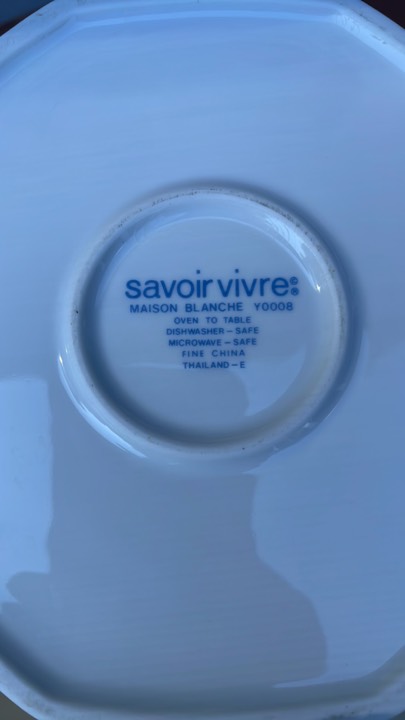 savoir vivre©®
MAISON BLANCHE Y0008
OVEN TO TABLE
DISHWASHER – SAFE
MICROWAVE – SAFE
FINE CHINA
THAILAND – E